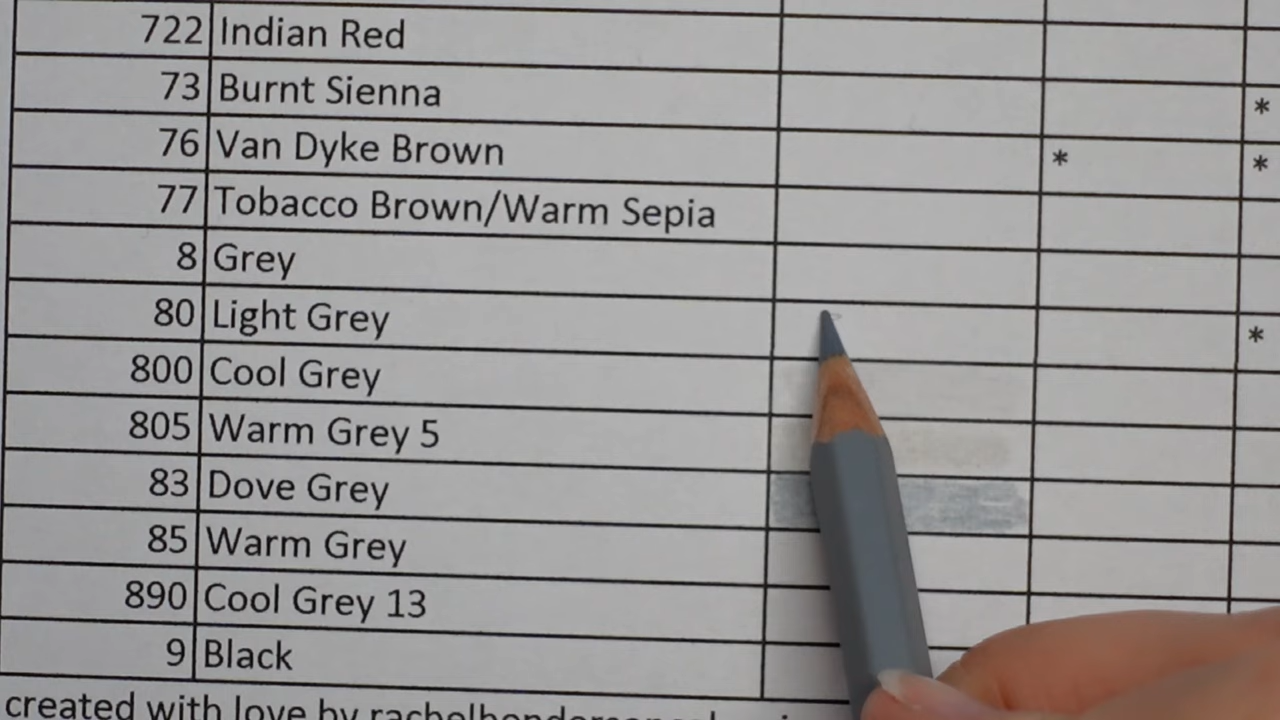 722 Indian Red
73 Burnt Sienna *
76 Van Dyke Brown * *
77 Tobacco Brown/Warm Sepia
8 Grey
80 Light Grey *
800 Cool Grey
805 Warm Grey 5
83 Dove Grey
85 Warm Grey
890 Cool Grey 13
9 Black
created with love by